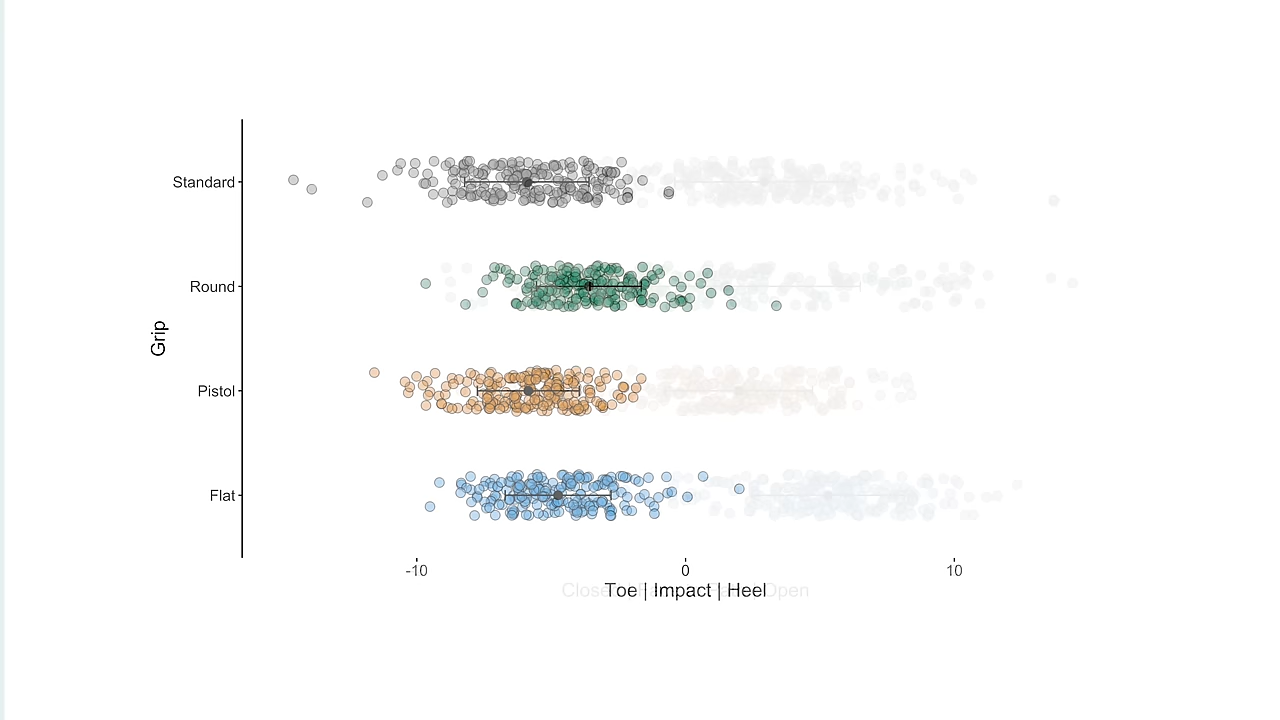 Standard
Round
Grip
Pistol
Flat
-10 0 10
Toe | Impact | Heel